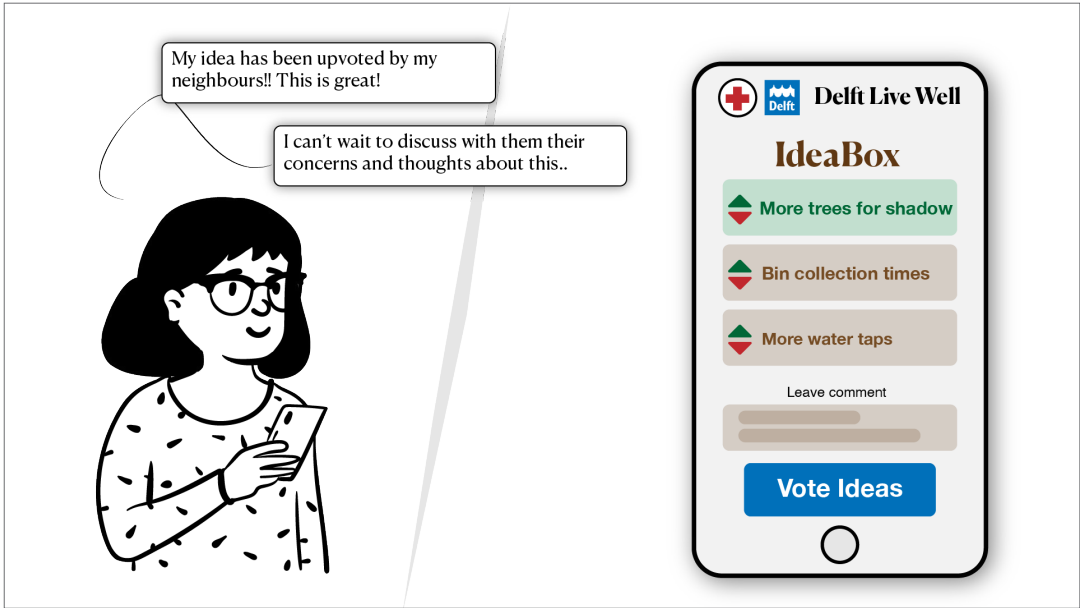 My idea has been upvoted by my
neighbours!! This is great!
I can't wait to discuss with them their
concerns and thoughts about this..
Delft
Delft Live Well
IdeaBox
More trees for shadow
Bin collection times
More water taps
Leave comment
Vote Ideas